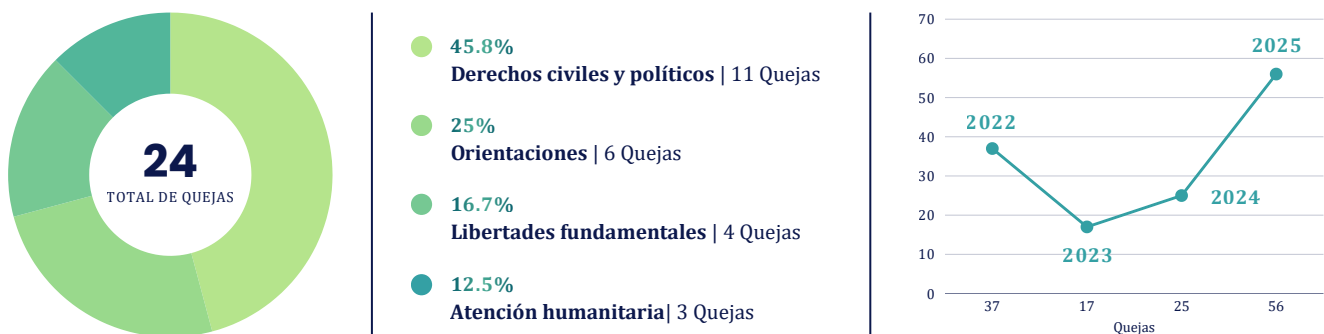 24
TOTAL DE QUEJAS
45.8%
Derechos civiles y políticos | 11 Quejas
25%
Orientaciones | 6 Quejas
16.7%
Libertades fundamentales | 4 Quejas
12.5%
Atención humanitaria| 3 Quejas
70
60
50
40
30
20
10
0
2022
2023
2024
2025
37 17 25 56
Quejas